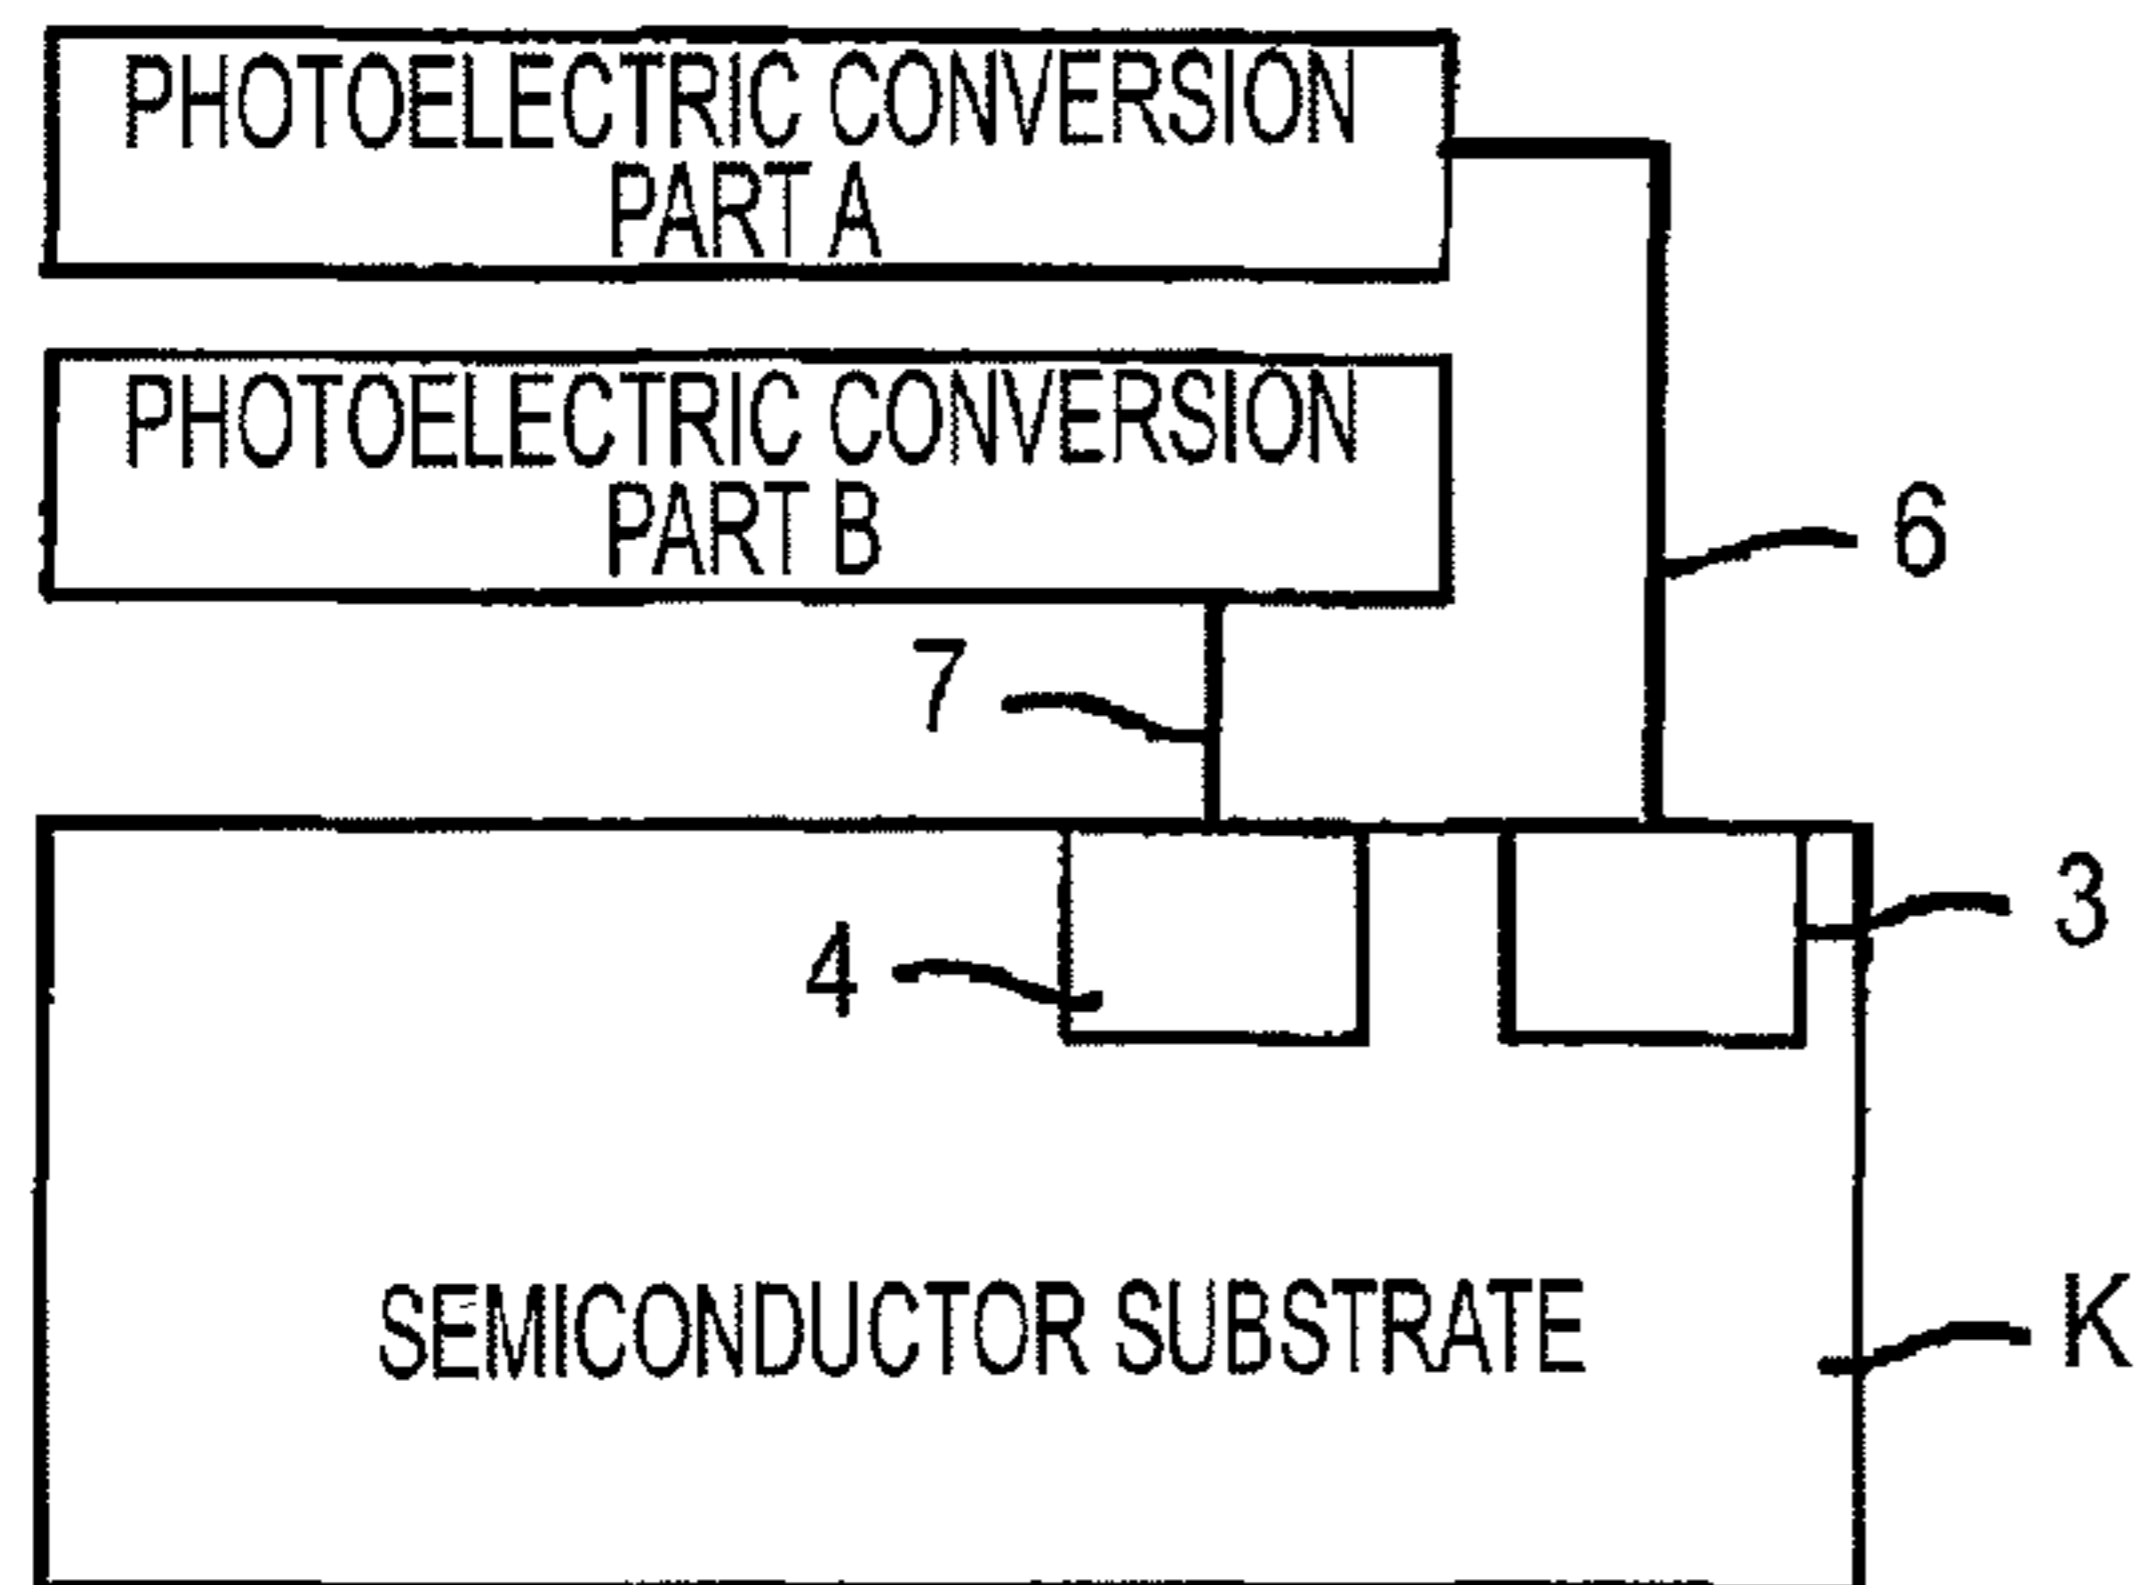 PHOTOELECTRIC CONVERSION
PART A
PHOTOELECTRIC CONVERSION
PART B
6
7
3
4
SEMICONDUCTOR SUBSTRATE
K